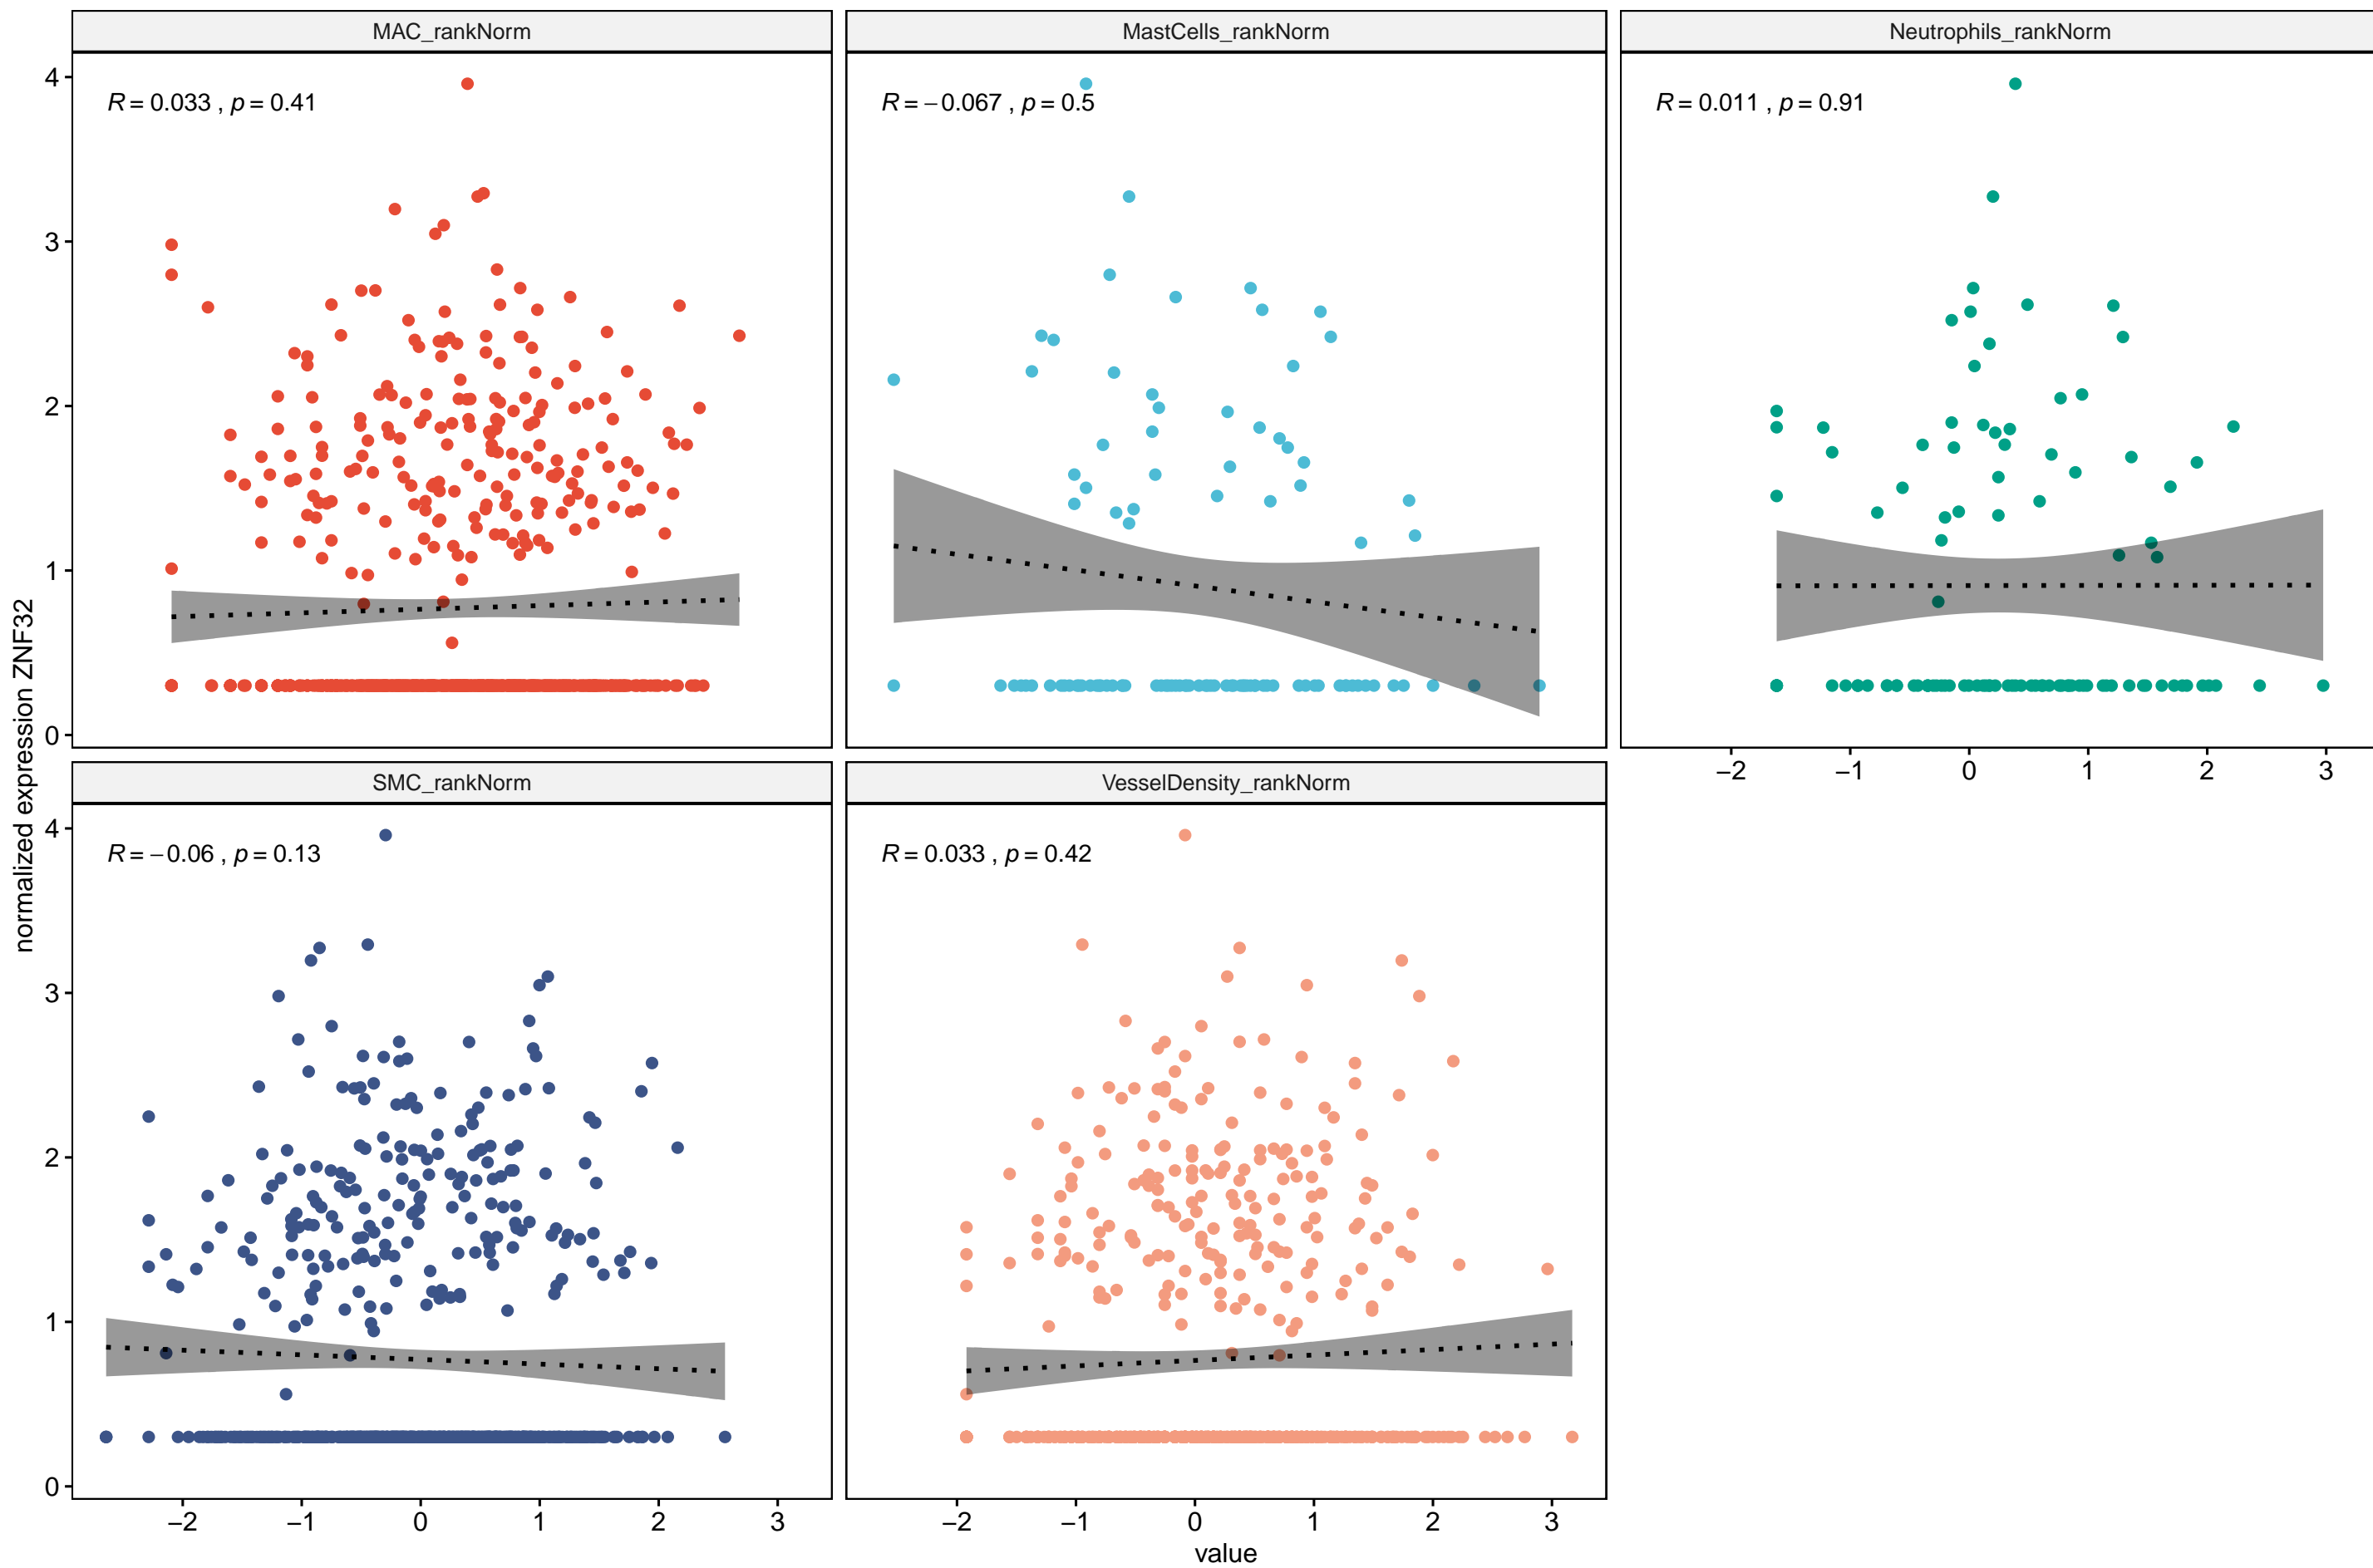 MAC_rankNorm
MastCells_rankNorm
Neutrophils_rankNorm
R = 0.033 , p = 0.41
R = −0.067 , p = 0.5
R = 0.011 , p = 0.91
4
3
2
1
0
−2 −1 0 1 2 3
SMC_rankNorm
VesselDensity_rankNorm
R = −0.06 , p = 0.13
R = 0.033 , p = 0.42
4
3
2
1
0
−2 −1 0 1 2 3
−2 −1 0 1 2 3
value
normalized expression ZNF32